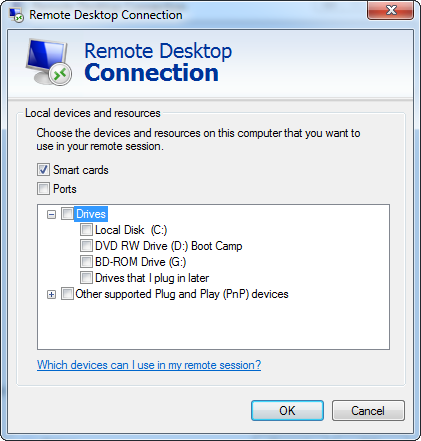 Remote Desktop Connection
Remote Desktop
Connection
Local devices and resources
Choose the devices and resources on this computer that you want to
use in your remote session.
Smart cards
Ports
Drives
Local Disk (C:)
DVD RW Drive (D:) Boot Camp
BD-ROM Drive (G:)
Drives that I plug in later
Other supported Plug and Play (PnP) devices
Which devices can I use in my remote session?
OK
Cancel